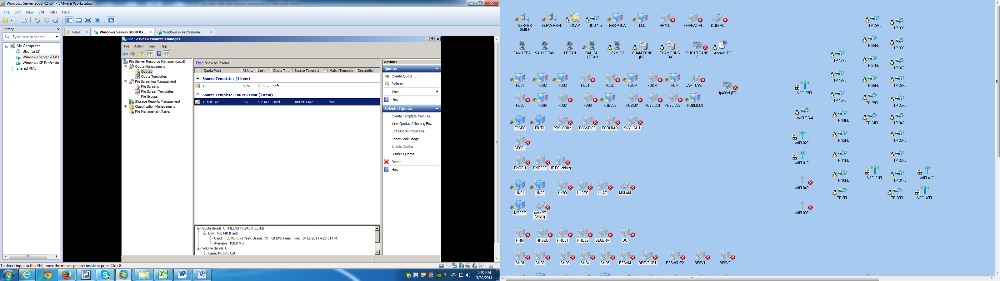 Windows Server 2008 R2 x64 - VMware Workstation
File Edit View VM Tabs Help
Library
Type here to search
My Computer
Ubuntu (2)
Windows Server 2008 F
Windows XP Professio
Shared VMs
Home
Windows Server 2008 R2 ...
Windows XP Professional
File Server Resource Manager
File Action View Help
File Server Resource Manager (Local)
Quota Management
Quotas
Quota Templates
File Screening Management
File Screens
File Screen Templates
File Groups
Storage Reports Management
Classification Management
File Management Tasks
Filter: Show all: 2 items
Quota Path % U... Limit Quota T... Source Template Match Template Description
Source Template: (1 item)
C: 31% 60.0 ... Soft
Source Template: 100 MB Limit (1 item)
C:\FILE\kt 0% 100 MB Hard 100 MB Limit Yes
Quota details: C:\FILE\kt (\\2K8\FILE\kt)
Limit: 100 MB (Hard)
Used: 1.00 KB (0%) Peak Usage: 751 KB (0%) Peak Time: 10/12/2013 4:25:51 PM.
Available: 100.0 MB
Volume details: C:
Capacity: 60.0 GB
Actions
Quotas
Create Quota...
Refresh
View
Help
Selected Quotas
Create Template from Qu...
View Quotas Affecting Fo...
Edit Quota Properties...
Reset Peak Usage
Enable Quotas
Disable Quotas
Delete
Help
To direct input to this VM, move the mouse pointer inside or press Ctrl+G.
5:40 PM
3/30/2014
SERVER SERVERHVN QNAP QNO 1.5 PBX-PANA LCD HP450 TANPHAT-PC DGM-PC
SMILE
SANH TRAI SAU LE TAN LE TAN DAU GHI CAM BV CHAM CONG CHAM CONG PHOTO TANG Android TV
LETAN (KS) (DA) 9
FO01 FO02 FO03 FO04 FOCO FOOP FODM FOM LAP TUYET
Hp400N (FO)
FO05 FO06 FO07 FO08 FOBC02 FOBC01 PUBLIC01 PUBLIC02 PUBLIC03
FBSEC FB2FL POSLOBBY POSSPICE POOLBAR SKYLIGHT
SEC01
ENGCH ENGSEC HP-PC (chiller)
HK01 HK02 HK03 HKSEC HKAE MSLAM
KITSEC Acer-PC
(VINH)
HRM HRSEC HRO01 HRO02 SECBRA QC
SM01 SM02 SM03 SM04 SM05 RESVM RESVSUP1 RESVSUP2 RESV1 RESV2
WIFI 05FL
WIFI T3&4
WIFI 02FL
WIFI 01FL
WIFI 04FL
WIFI 03FL
TP 17FL
TP 16FL
TP 15FL
TP 14FL
TP 12FL
TP 11FL
TP 10FL
TP 9FL
TP 29FL
TP 28FL
TP 27FL
TP 26FL
TP 25FL
TP 24FL
WIFI 21FL
TP 39FL
TP 38FL
TP 37FL
TP 36FL
TP 35FL
TP 34FL
TP 33FL
TP 32FL
TP 31FL
TP 30FL
WIFI 41FL
WIFI 40FL